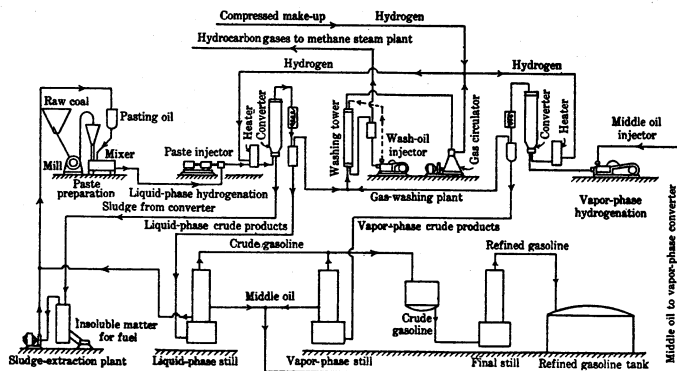 Compressed make-up
Hydrogen
Hydrocarbon gases to methane steam plant
Hydrogen
Hydrogen
Raw coal
Pasting oil
Heater
Converter
Washing tower
Wash-oil
injector
Gas circulator
Converter
Heater
Middle oil
injector
Mill
Mixer
Paste
preparation
Paste injector
Liquid-phase hydrogenation
Sludge from converter
Gas-washing plant
Vapor-phase
hydrogenation
Liquid-phase crude products
Vapor-phase crude products
Crude gasoline
Refined gasoline
Middle oil
Crude
gasoline
Insoluble matter
for fuel
Sludge-extraction plant
Liquid-phase still
Vapor-phase still
Final still
Refined gasoline tank
Middle oil to vapor-phase converter